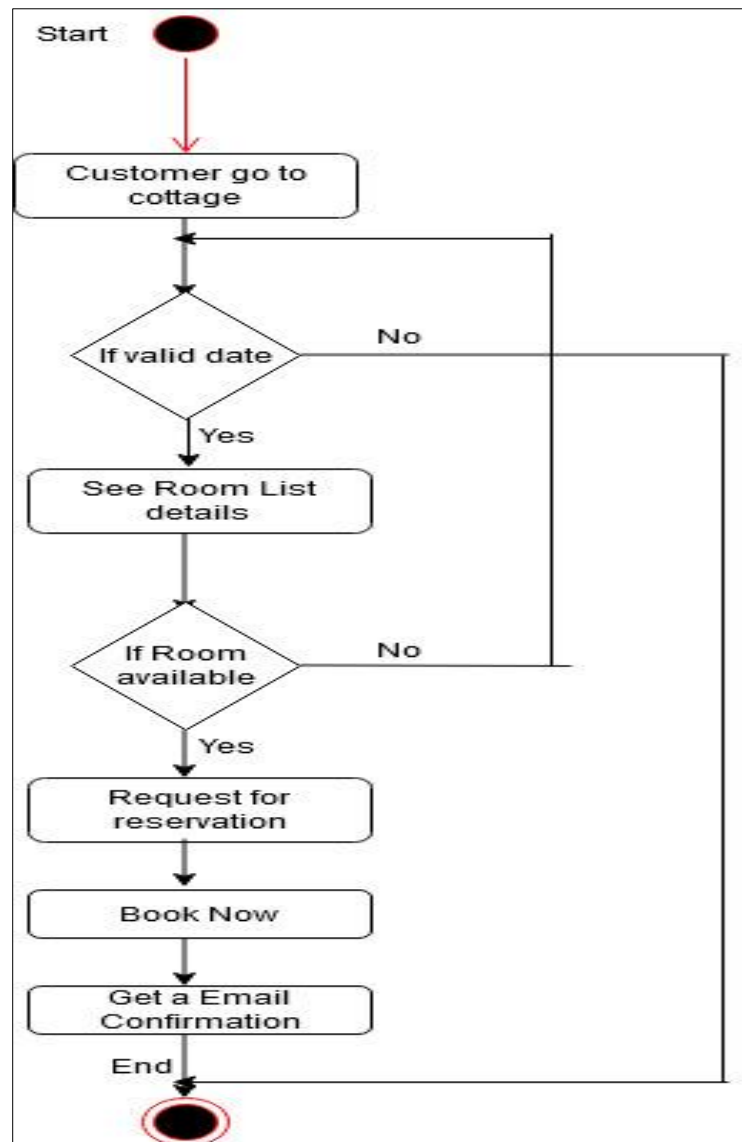 Start
Customer go to
cottage
If valid date
No
Yes
See Room List
details
If Room
available
No
Yes
Request for
reservation
Book Now
Get a Email
Confirmation
End